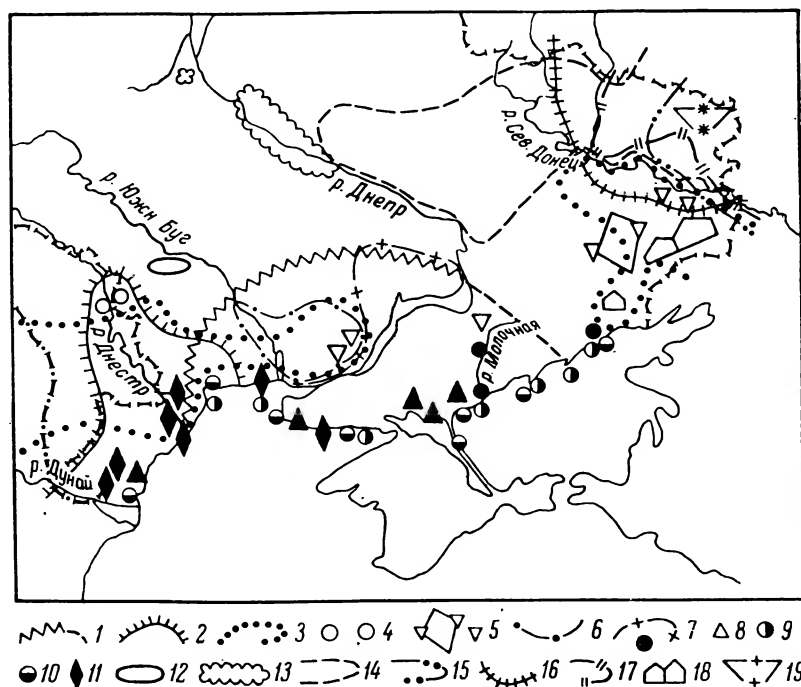 р. Сев. Донец
р. Днепр
р. Южн Буг
р. Молочная
р. Днестр
р. Дунай
1 2 3 4 5 6 7 8 9
10 11 12 13 14 15 16 17 18 19